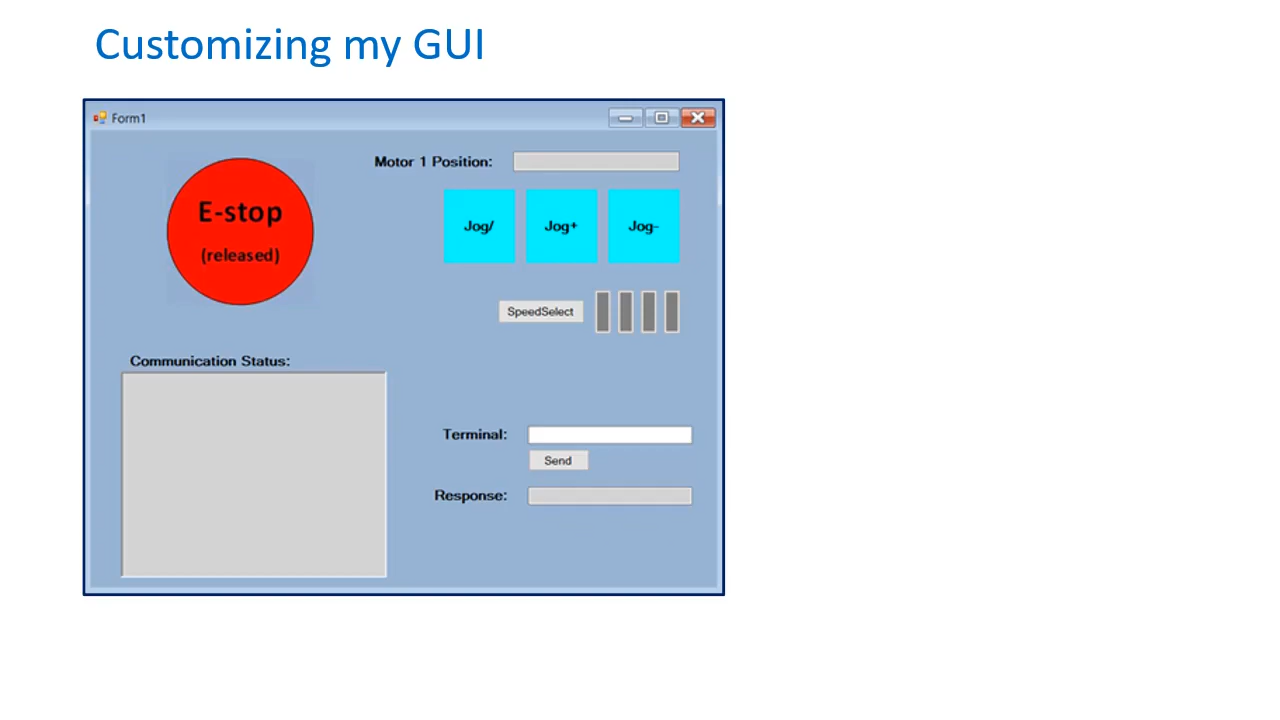 Customizing my GUI
Form1
Motor 1 Position:
E-stop
(released)
Jog/
Jog+
Jog-
SpeedSelect
Communication Status:
Terminal:
Send
Response: